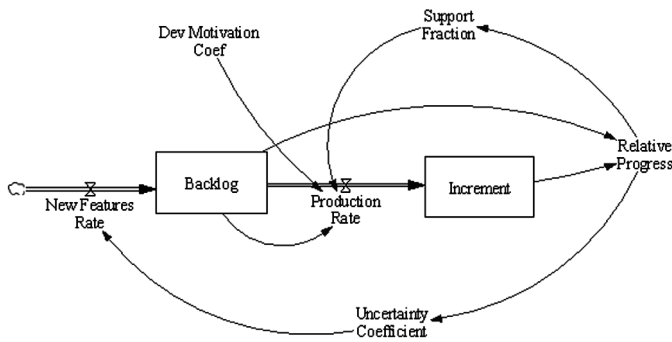 Support
Fraction
Dev Motivation
Coef
Relative
Progress
Backlog
Increment
New Features
Rate
Production
Rate
Uncertainty
Coefficient